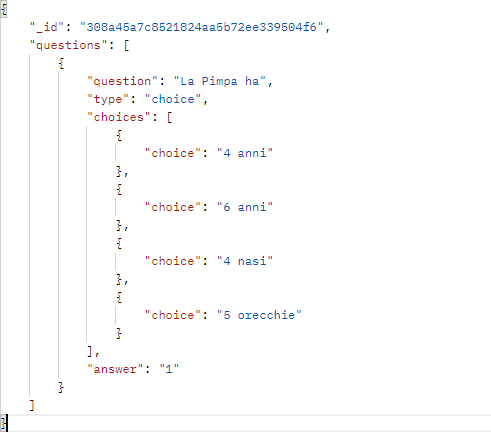 {
"_id": "308a45a7c8521824aa5b72ee339504f6",
"questions": [
{
"question": "La Pimpa ha",
"type": "choice",
"choices": [
{
"choice": "4 anni"
},
{
"choice": "6 anni"
},
{
"choice": "4 nasi"
},
{
"choice": "5 orecchie"
}
],
"answer": "1"
}
]
}